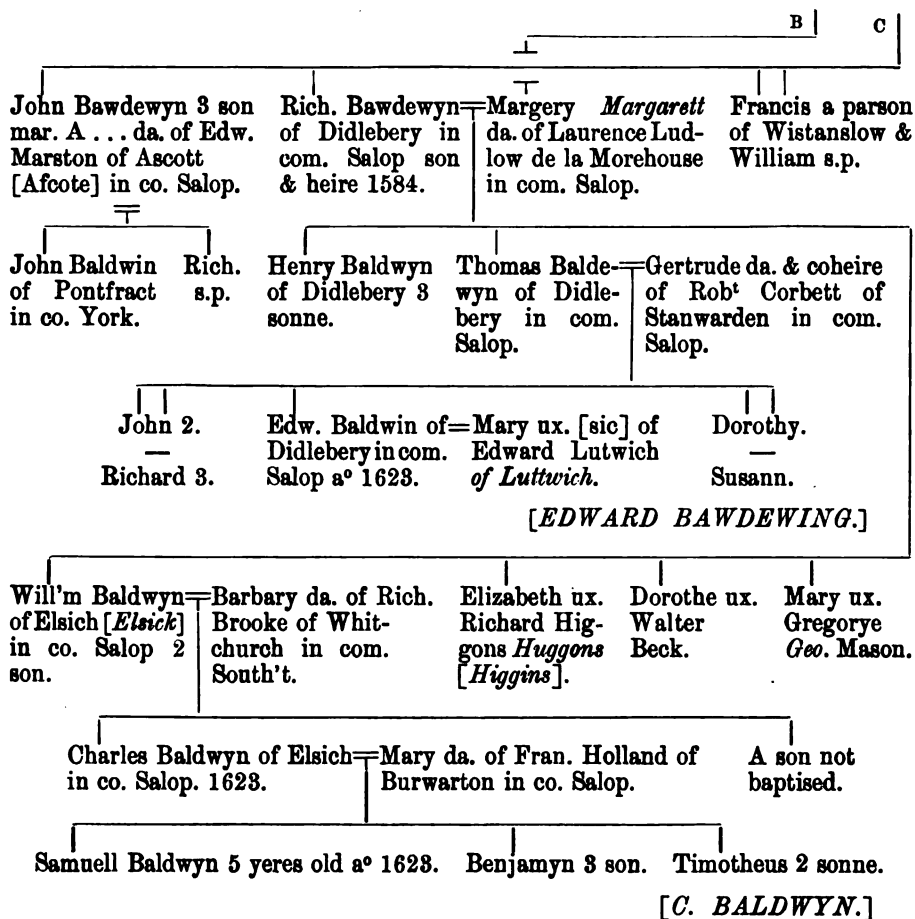 B C
John Bawdewyn 3 son
mar. A ... da. of Edw.
Marston of Ascott
[Afcote] in co. Salop.
Rich. Bawdewyn
of Didlebery in
com. Salop son
& heire 1584.
Margery Margarett
da. of Laurence Lud-
low de la Morehouse
in com. Salop.
Francis a parson
of Wistanslow &
William s.p.
John Baldwin
of Pontfract
in co. York.
Rich.
s.p.
Henry Baldwyn
of Didlebery 3
sonne.
Thomas Balde-
wyn of Didle-
bery in com.
Salop.
Gertrude da. & coheire
of Robt Corbett of
Stanwarden in com.
Salop.
John 2.
—
Richard 3.
Edw. Baldwin of
Didlebery in com.
Salop aº 1623.
Mary ux. [sic] of
Edward Lutwich
of Luttwich.
Dorothy.
—
Susann.
[EDWARD BAWDEWING.]
Will'm Baldwyn
of Elsich [Elsick]
in co. Salop 2
son.
Barbary da. of Rich.
Brooke of Whit-
church in com.
South't.
Elizabeth ux.
Richard Hig-
gons Huggons
[Higgins].
Dorothe ux.
Walter
Beck.
Mary ux.
Gregorye
Geo. Mason.
Charles Baldwyn of Elsich
in co. Salop. 1623.
Mary da. of Fran. Holland of
Burwarton in co. Salop.
A son not
baptised.
Samuell Baldwyn 5 yeres old aº 1623.
Benjamyn 3 son.
Timotheus 2 sonne.
[C. BALDWYN.]